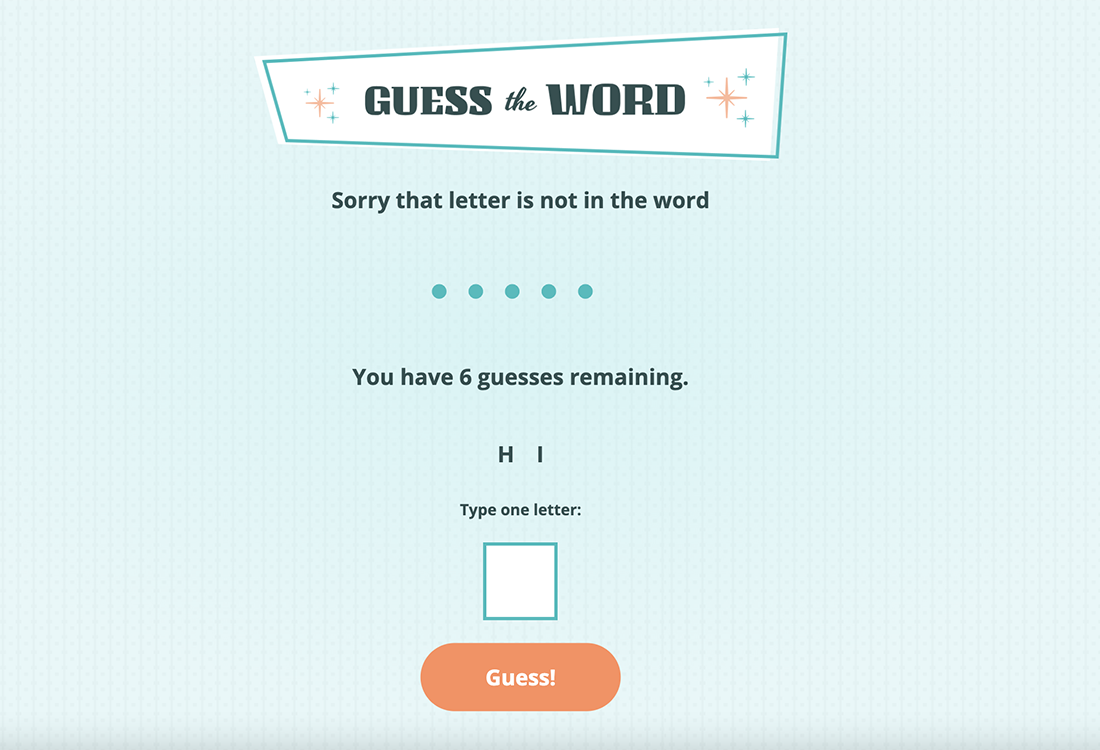 GUESS the WORD
Sorry that letter is not in the word
● ● ● ● ●
You have 6 guesses remaining.
H I
Type one letter:
Guess!